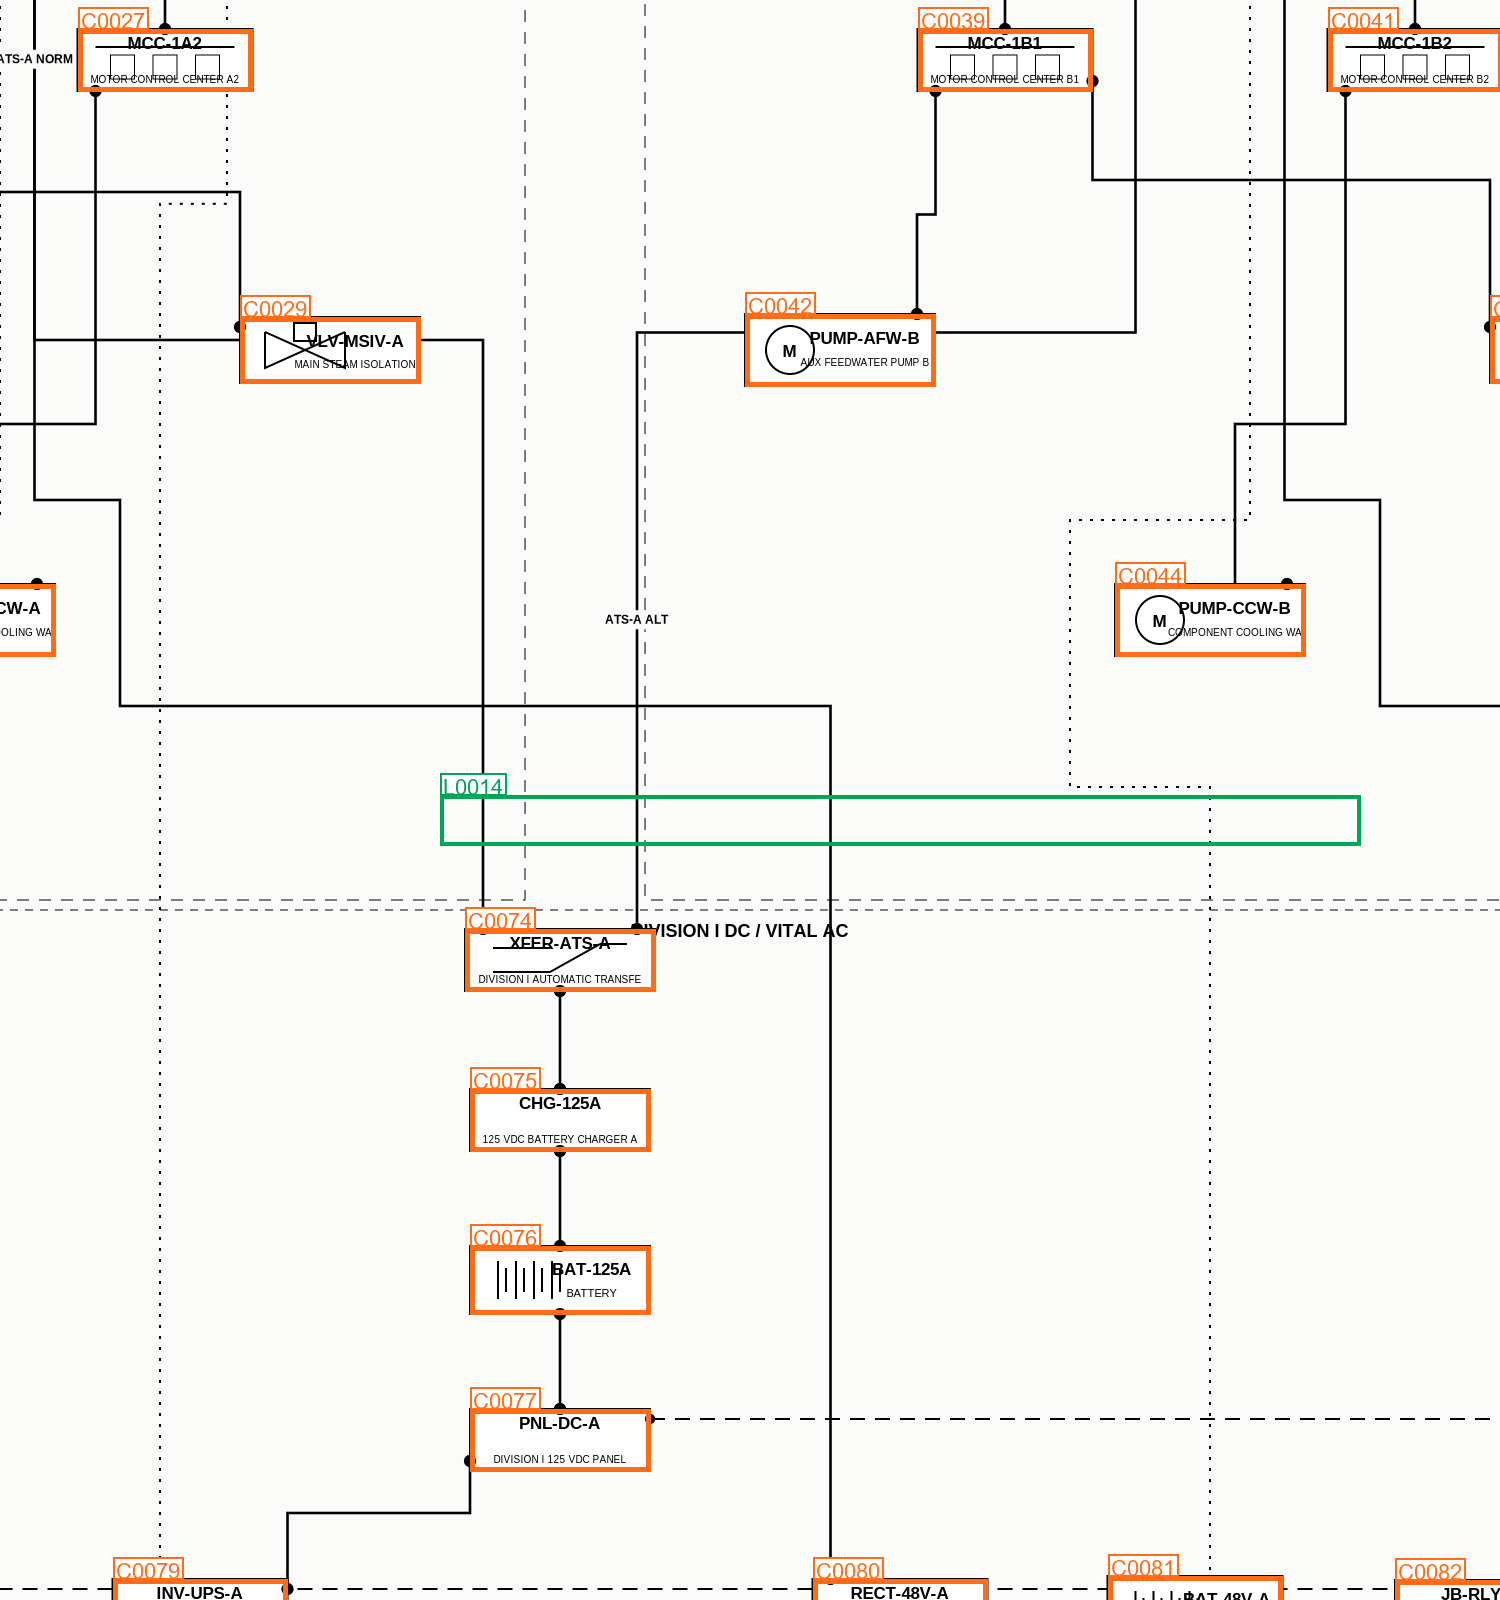 C0027
C0039
C0041
MCC-1A2
MCC-1B1
MCC-1B2
ATS-A NORM
MOTOR CONTROL CENTER A2
MOTOR CONTROL CENTER B1
MOTOR CONTROL CENTER B2
C0029
C0042
VLV-MSIV-A
MAIN STEAM ISOLATION
PUMP-AFW-B
M
AUX FEEDWATER PUMP B
C0044
CW-A
OLING WA
PUMP-CCW-B
M
COMPONENT COOLING WA
ATS-A ALT
L0014
C0074
VISION I DC / VITAL AC
XFER-ATS-A
DIVISION I AUTOMATIC TRANSFE
C0075
CHG-125A
125 VDC BATTERY CHARGER A
C0076
BAT-125A
BATTERY
C0077
PNL-DC-A
DIVISION I 125 VDC PANEL
C0079
C0080
C0081
C0082
INV-UPS-A
RECT-48V-A
BAT-48V-A
JB-RLY